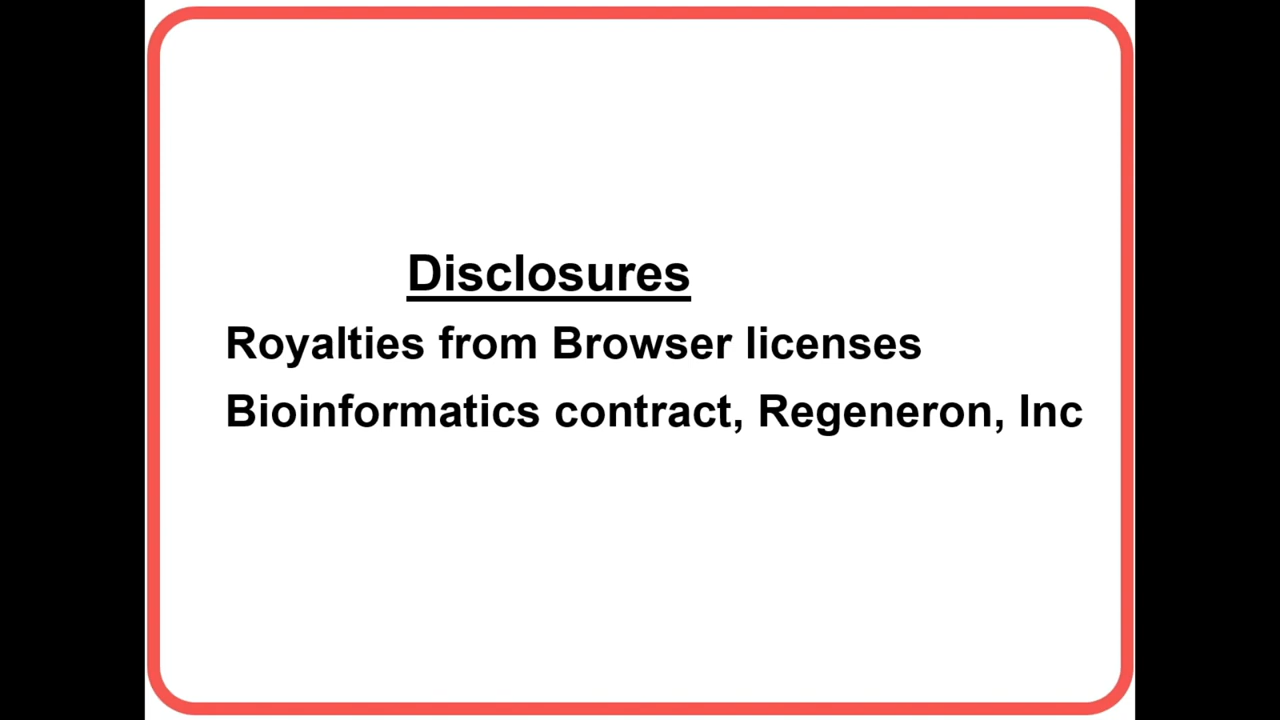 Disclosures
Royalties from Browser licenses
Bioinformatics contract, Regeneron, Inc